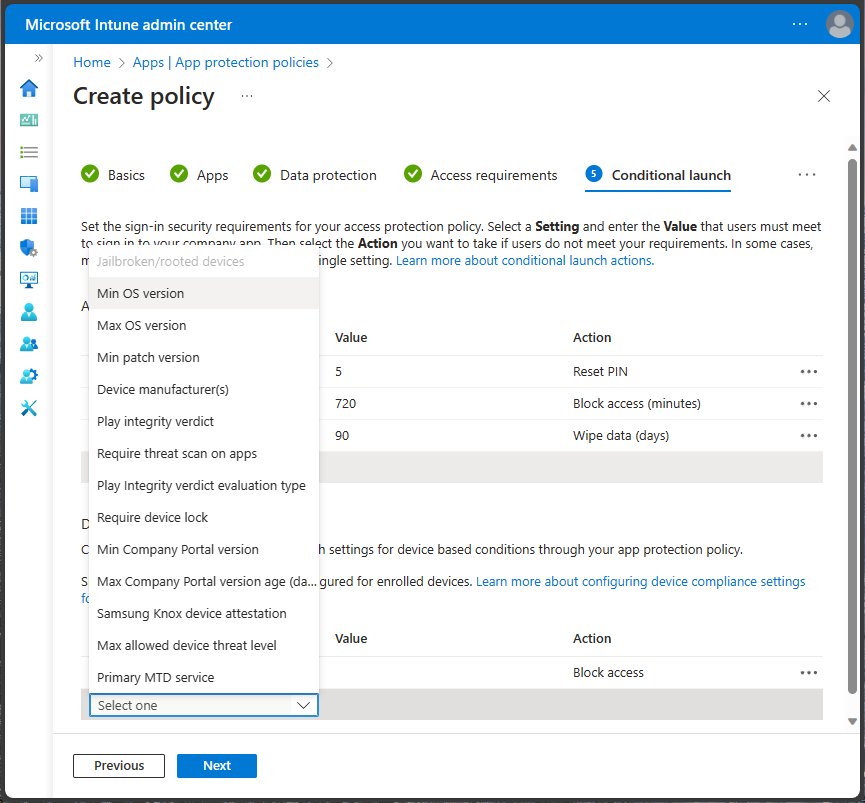 Microsoft Intune admin center
Home > Apps | App protection policies >
Create policy
Basics Apps Data protection Access requirements 5 Conditional launch
Set the sign-in security requirements for your access protection policy. Select a Setting and enter the Value that users must meet
to sign in to your company app. Then select the Action you want to take if users do not meet your requirements. In some cases,
ingle setting. Learn more about conditional launch actions.
Jailbroken/rooted devices
Min OS version
Max OS version
Min patch version
Device manufacturer(s)
Play integrity verdict
Require threat scan on apps
Play Integrity verdict evaluation type
Require device lock
Min Company Portal version
Max Company Portal version age (da...
Samsung Knox device attestation
Max allowed device threat level
Primary MTD service
Select one
Value Action
5 Reset PIN
720 Block access (minutes)
90 Wipe data (days)
h settings for device based conditions through your app protection policy.
gured for enrolled devices. Learn more about configuring device compliance settings
Value Action
Block access
Previous Next